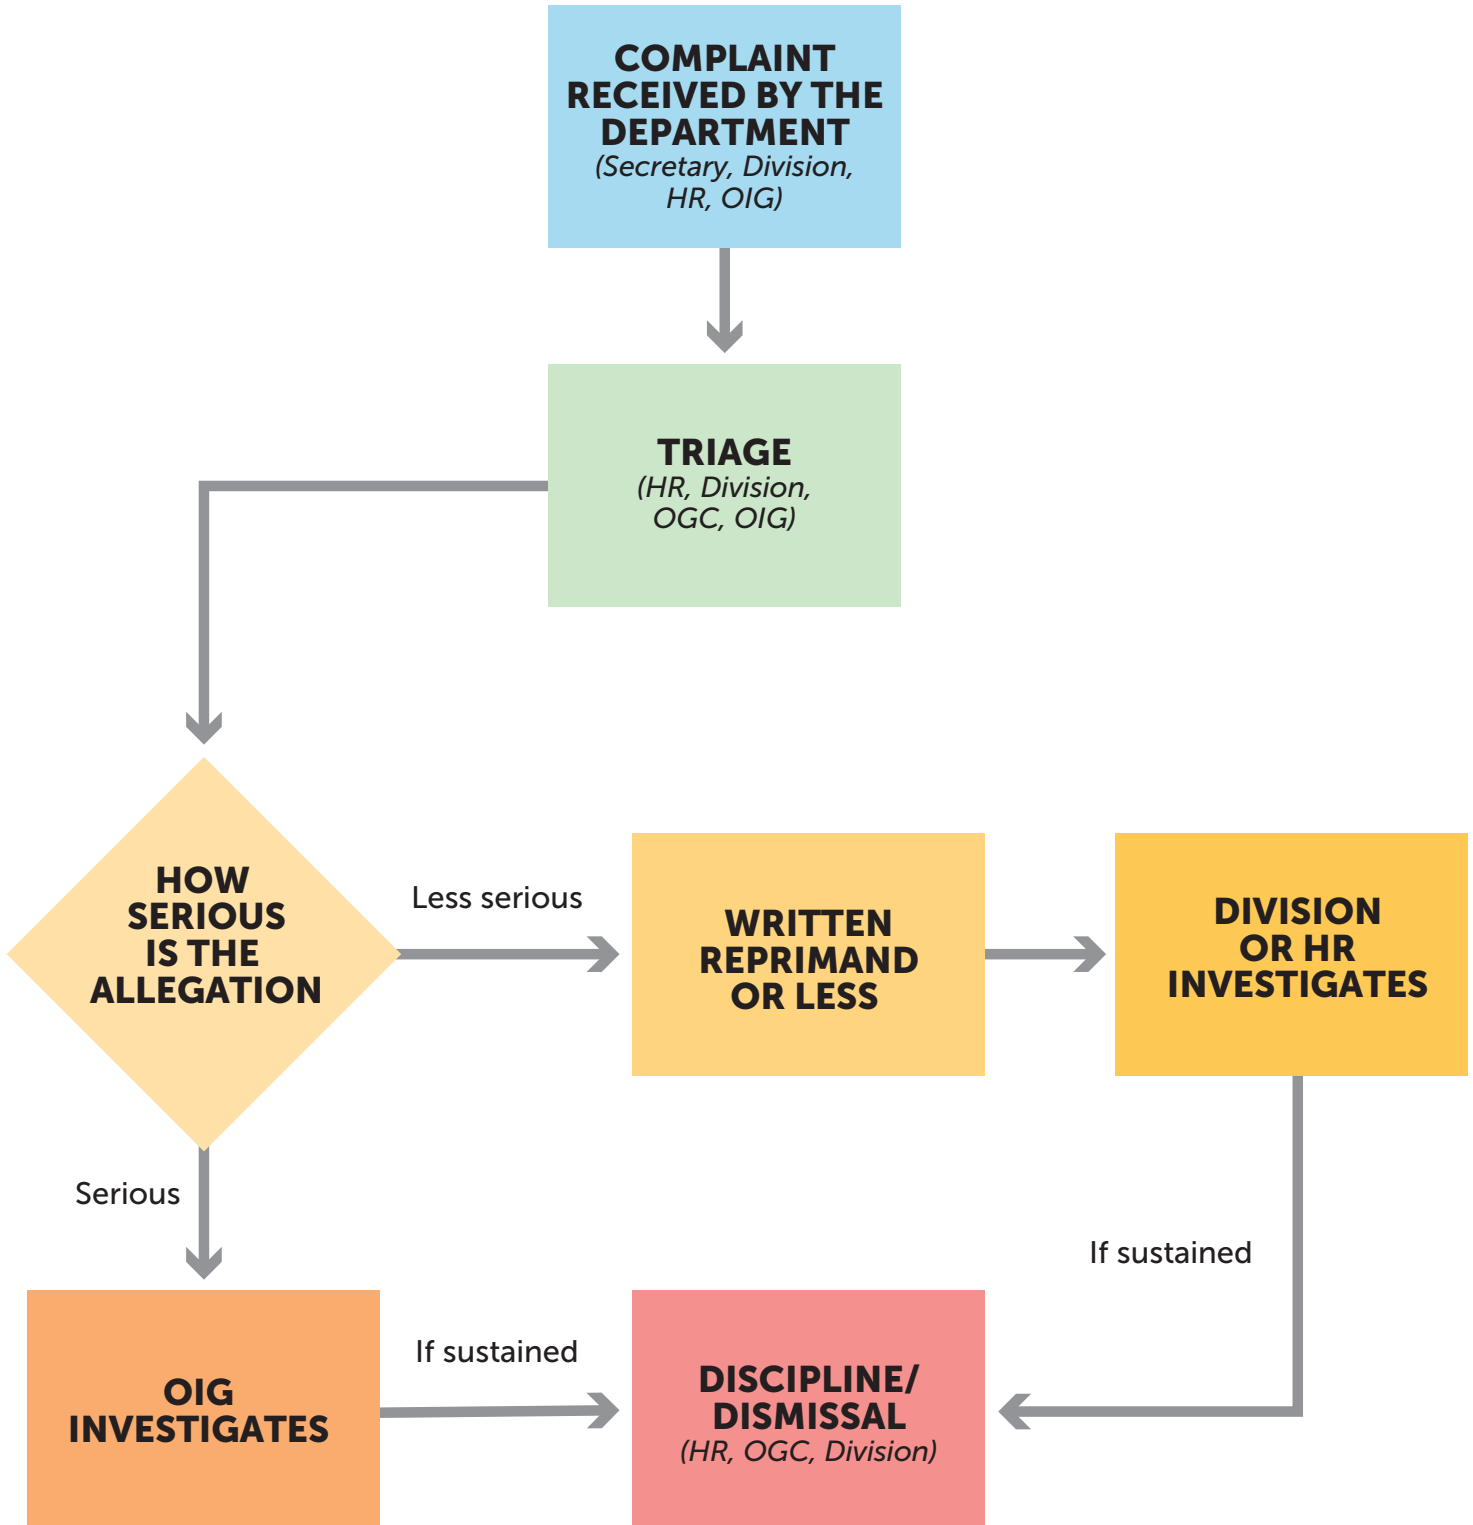 COMPLAINT
RECEIVED BY THE
DEPARTMENT
(Secretary, Division,
HR, OIG)
TRIAGE
(HR, Division,
OGC, OIG)
HOW
SERIOUS
IS THE
ALLEGATION
Less serious
WRITTEN
REPRIMAND
OR LESS
DIVISION
OR HR
INVESTIGATES
Serious
If sustained
OIG
INVESTIGATES
If sustained
DISCIPLINE/
DISMISSAL
(HR, OGC, Division)